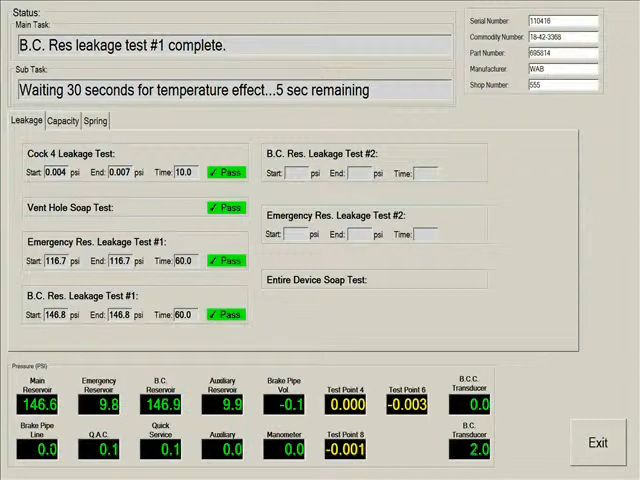 Status:
Main Task:
B.C. Res leakage test #1 complete.
Sub Task:
Waiting 30 seconds for temperature effect...5 sec remaining
Serial Number: 110416
Commodity Number: 18-42-3368
Part Number: 695814
Manufacturer: WAB
Shop Number: 555
Leakage Capacity Spring
Cock 4 Leakage Test:
Start: 0.004 psi End: 0.007 psi Time: 10.0 ✓ Pass
Vent Hole Soap Test: ✓ Pass
Emergency Res. Leakage Test #1:
Start: 116.7 psi End: 116.7 psi Time: 60.0 ✓ Pass
B.C. Res. Leakage Test #1:
Start: 146.8 psi End: 146.8 psi Time: 60.0 ✓ Pass
B.C. Res. Leakage Test #2:
Start: psi End: psi Time:
Emergency Res. Leakage Test #2:
Start: psi End: psi Time:
Entire Device Soap Test:
Pressure (PSI)
Main Reservoir 146.6
Emergency Reservoir 9.8
B.C. Reservoir 146.9
Auxiliary Reservoir 9.9
Brake Pipe Vol. -0.1
Test Point 4 0.000
Test Point 6 -0.003
B.C.C. Transducer 0.0
Brake Pipe Line 0.0
Q.A.C. 0.1
Quick Service 0.1
Auxiliary 0.0
Manometer 0.0
Test Point 8 -0.001
B.C. Transducer 2.0
Exit